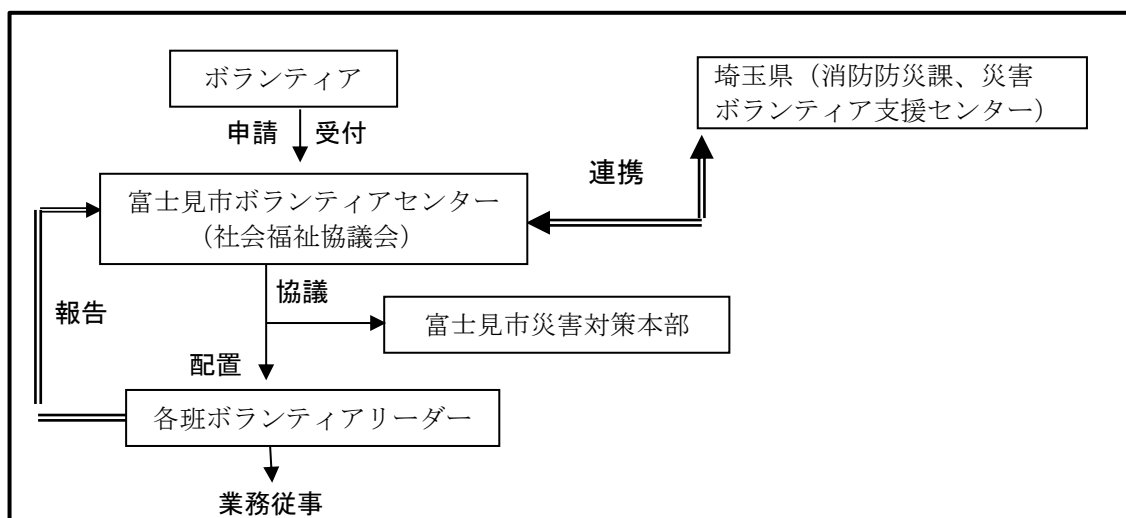 ボランティア
埼玉県（消防防災課、災害
ボランティア支援センター）
申請
受付
連携
富士見市ボランティアセンター
（社会福祉協議会）
報告
協議
富士見市災害対策本部
配置
各班ボランティアリーダー
業務従事